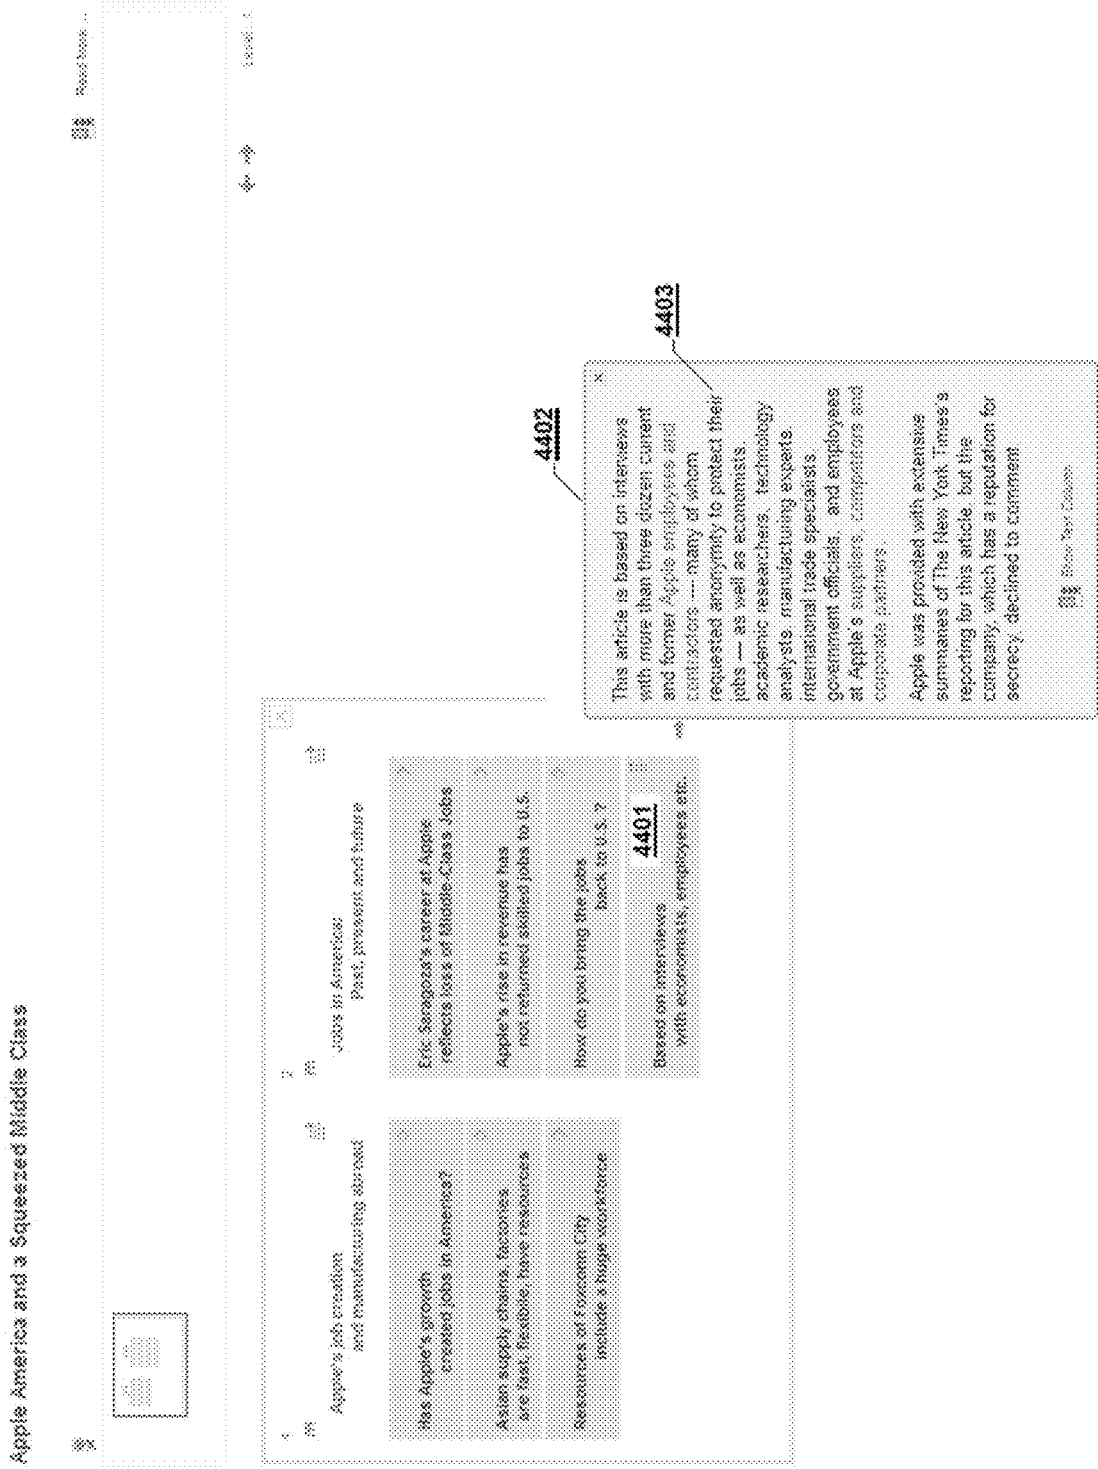 Apple America and a Squeezed Middle Class
Read
Level
1
Apple's job creation
and manufacturing abroad
Has Apple's growth
created jobs in America?
Asian supply chains, factories
are fast, flexibile, have resources
Resources of Foxconn City
include a huge workforce
2
Jobs in America:
Past, present and future
Eric Saragoza's career at Apple
reflects loss of Middle-Class Jobs
Apple's rise in revenue has
not returned skilled jobs to U.S.
How do you bring the jobs
back to U.S.?
Based on interviews
with economists, employees etc.
4401
4402
4403
This article is based on interviews
with more than three dozen current
and former Apple employees and
contractors — many of whom
requested anonymity to protect their
jobs — as well as economists,
academic researchers, technology
analysts, manufacturing experts,
international trade specialists
government officials, and employees
at Apple's suppliers, competitors and
corporate partners.
Apple was provided with extensive
summaries of The New York Times's
reporting for this article, but the
company, which has a reputation for
secrecy, declined to comment
Show Text Column